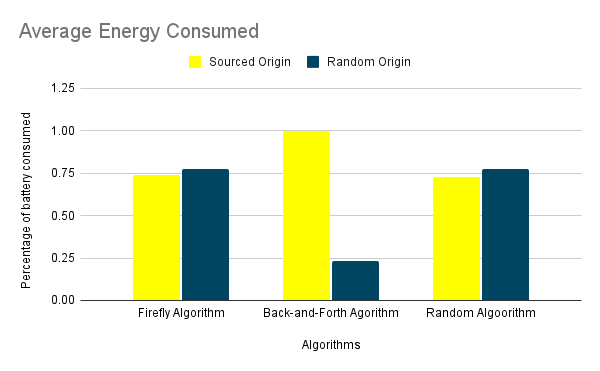 Average Energy Consumed
Sourced Origin Random Origin
Percentage of battery consumed
1.25
1.00
0.75
0.50
0.25
0.00
Firefly Algorithm Back-and-Forth Agorithm Random Algoorithm
Algorithms